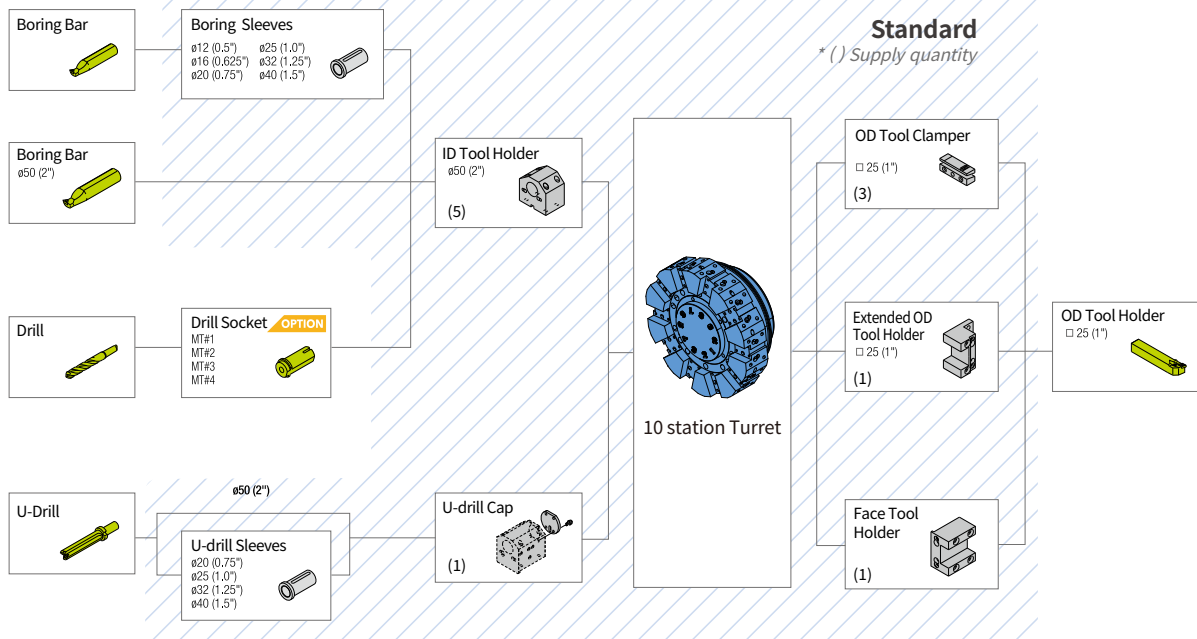 Standard
* ( ) Supply quantity
Boring Bar
Boring Sleeves
ø12 (0.5") ø25 (1.0")
ø16 (0.625") ø32 (1.25")
ø20 (0.75") ø40 (1.5")
Boring Bar
ø50 (2")
ID Tool Holder
ø50 (2")
(5)
Drill
Drill Socket OPTION
MT#1
MT#2
MT#3
MT#4
U-Drill
ø50 (2")
U-drill Sleeves
ø20 (0.75")
ø25 (1.0")
ø32 (1.25")
ø40 (1.5")
U-drill Cap
(1)
10 station Turret
OD Tool Clamper
□ 25 (1")
(3)
Extended OD
Tool Holder
□ 25 (1")
(1)
Face Tool
Holder
(1)
OD Tool Holder
□ 25 (1")